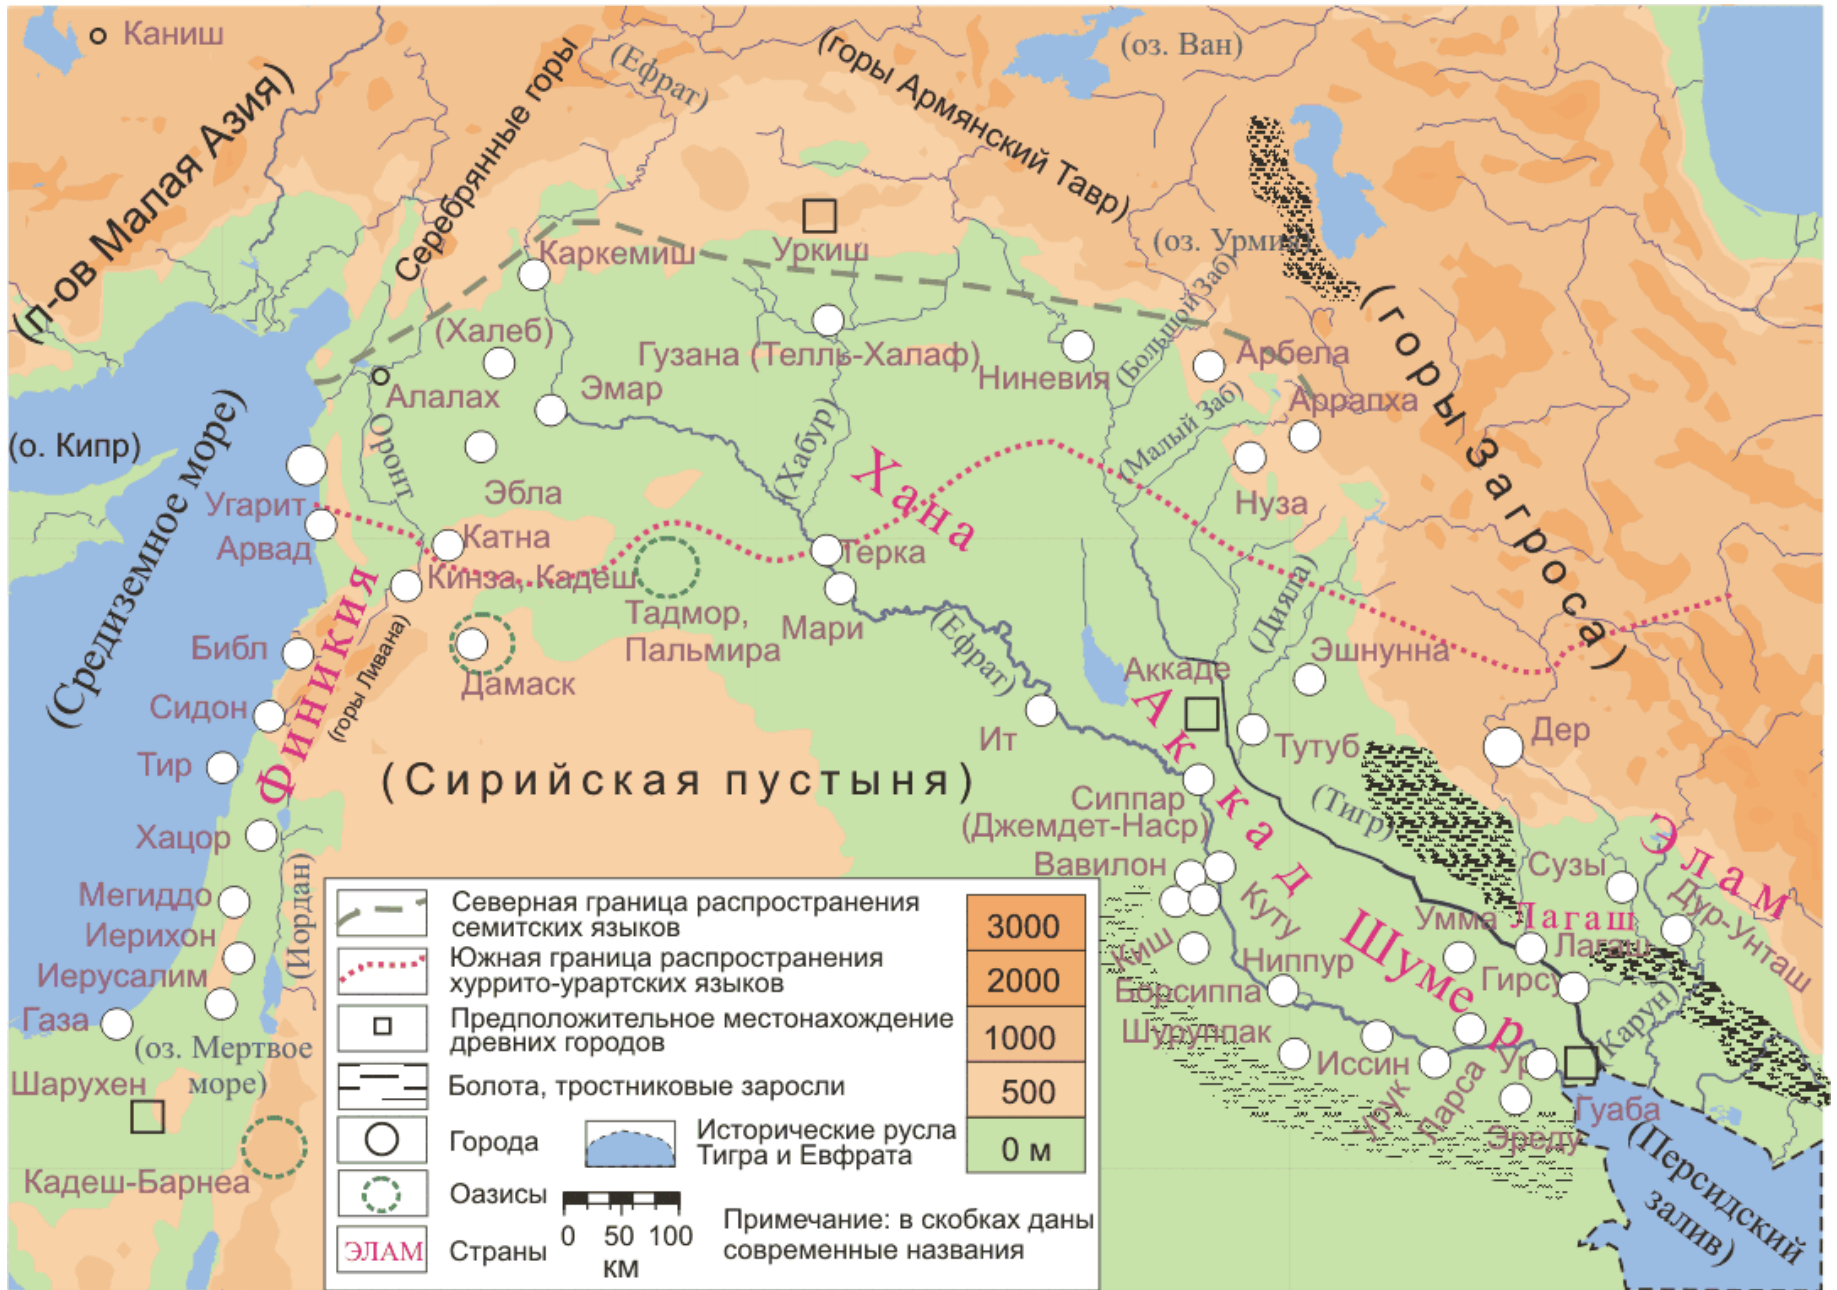 Каниш
(п-ов Малая Азия)
Серебрянные горы
(Ефрат)
(горы Армянский Тавр)
(оз. Ван)
(оз. Урмия)
Каркемиш
Уркиш
(Халеб)
Гузана (Телль-Халаф)
Ниневия
(Большой Заб)
Арбела
(горы Загроса)
Алалах
Эмар
(Малый Заб)
Аррапха
(о. Кипр)
(Средиземное море)
Оронт
(Хабур)
Хана
Эбла
Нуза
Угарит
Арвад
Катна
Терка
Кинза, Кадеш
Тадмор,
Пальмира
Мари
(Ефрат)
(Дияла)
Финикия
Библ
(горы Ливана)
Дамаск
Эшнунна
Аккаде
Сидон
Ит
Аккад
Тутуб
Дер
Тир
(Сирийская пустыня)
Сиппар
(Джемдет-Наср)
(Тигр)
Элам
Хацор
Вавилон
Сузы
Мегиддо
(Иордан)
Куту
Умма
Лагаш
Дур-Унташ
Иерихон
Киш
Ниппур
Шумер
Лагаш
Иерусалим
Борсиппа
Гирсу
Газа
Шуруппак
(Карун)
(оз. Мертвое
море)
Иссин
Ур
Шарухен
Урук
Ларса
Гуаба
Эреду
Кадеш-Барнеа
(Персидский
залив)
Северная граница распространения
семитских языков
Южная граница распространения
хуррито-урартских языков
Предположительное местонахождение
древних городов
Болота, тростниковые заросли
Города
Исторические русла
Тигра и Евфрата
Оазисы
ЭЛАМ
Страны
0 50 100
км
Примечание: в скобках даны
современные названия
3000
2000
1000
500
0 м